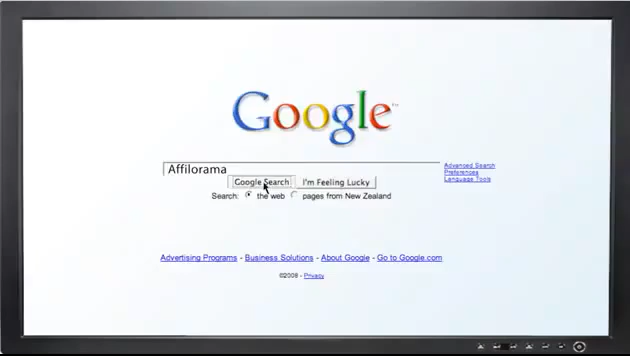 Google™
Affilorama
Advanced Search
Preferences
Language Tools
Google Search I'm Feeling Lucky
Search: the web pages from New Zealand
Advertising Programs - Business Solutions - About Google - Go to Google.com
©2008 - Privacy